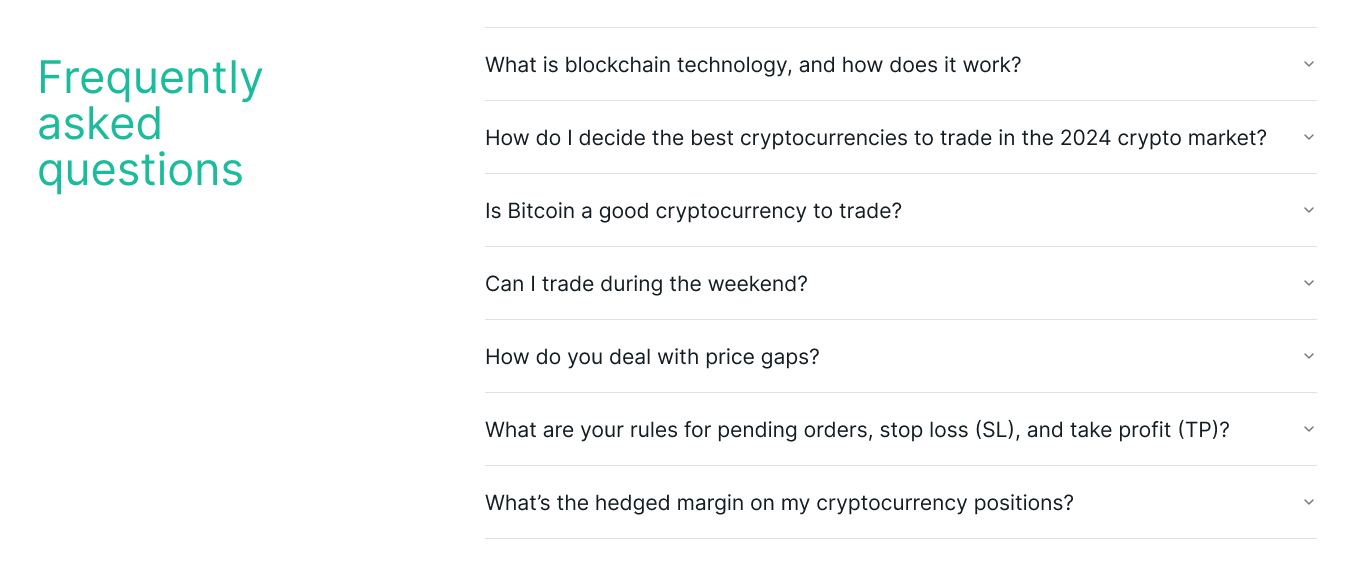 Frequently
asked
questions
What is blockchain technology, and how does it work?
How do I decide the best cryptocurrencies to trade in the 2024 crypto market?
Is Bitcoin a good cryptocurrency to trade?
Can I trade during the weekend?
How do you deal with price gaps?
What are your rules for pending orders, stop loss (SL), and take profit (TP)?
What’s the hedged margin on my cryptocurrency positions?